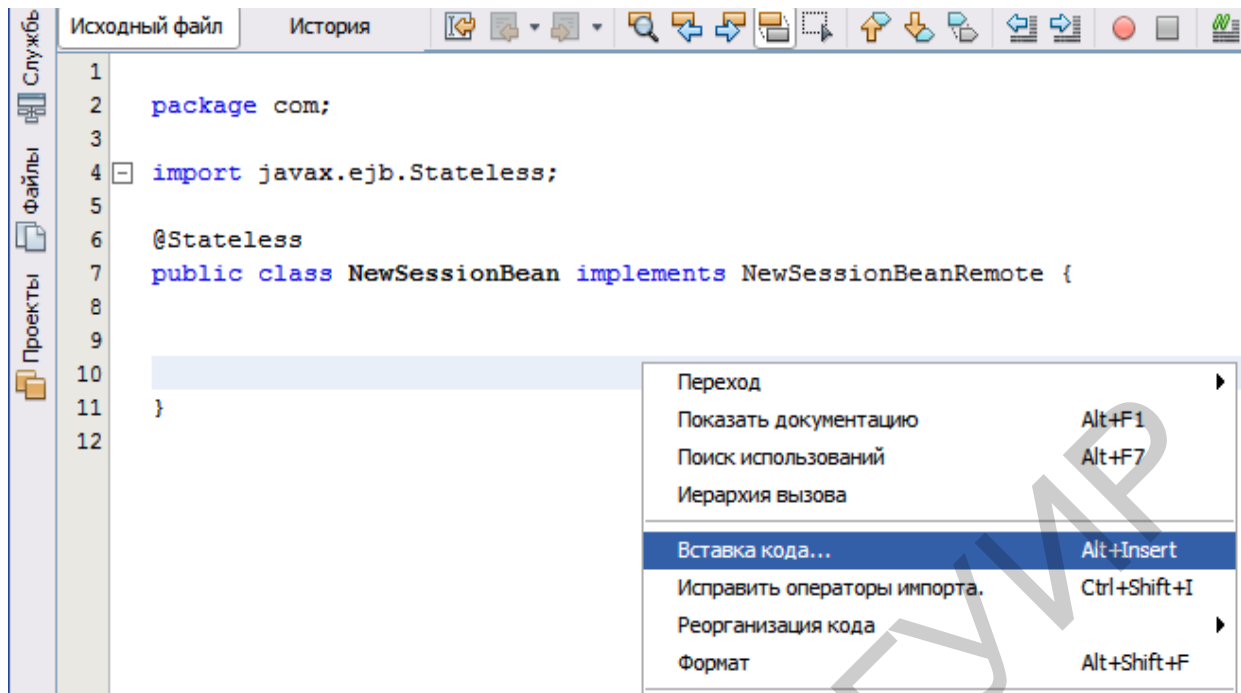 Исходный файл История
1
2 package com;
3
4 import javax.ejb.Stateless;
5
6 @Stateless
7 public class NewSessionBean implements NewSessionBeanRemote {
8
9
10
11 }
12
Службы
Файлы
Проекты
Переход
Показать документацию Alt+F1
Поиск использований Alt+F7
Иерархия вызова
Вставка кода... Alt+Insert
Исправить операторы импорта. Ctrl+Shift+I
Реорганизация кода
Формат Alt+Shift+F
ГУИР